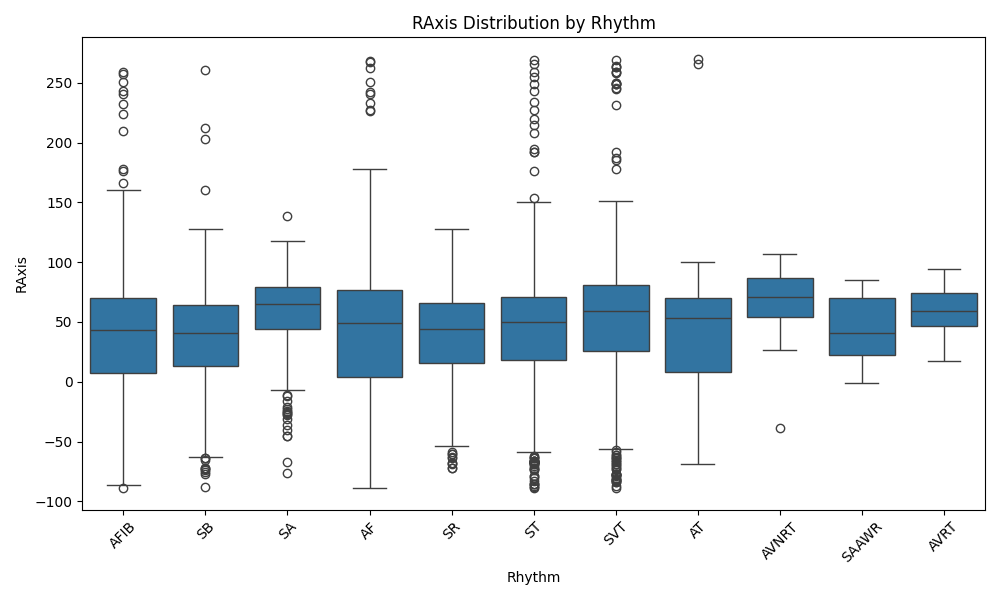 RAxis Distribution by Rhythm
RAxis
250
200
150
100
50
0
−50
−100
AFIB
SB
SA
AF
SR
ST
SVT
AT
AVNRT
SAAWR
AVRT
Rhythm